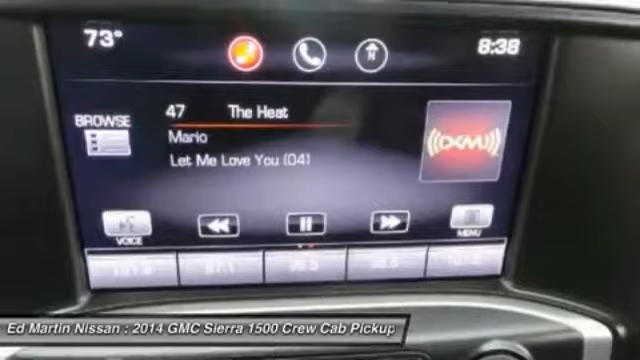 73°
N
8:38
47 The Heat
BROWSE
Mario
Let Me Love You (04)
((XM))
VOICE
MENU
Ed Martin Nissan : 2014 GMC Sierra 1500 Crew Cab Pickup